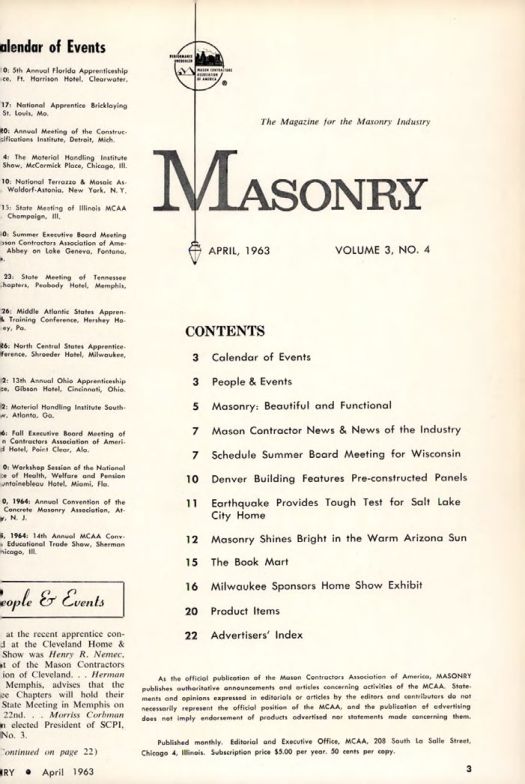 alendar of Events
0: 5th Annual Florida Apprenticeship
ce, Ft. Harrison Hotel, Clearwater,
17: National Apprentice Bricklaying
St. Louis, Mo.
20: Annual Meeting of the Construc-
cifications Institute, Detroit, Mich.
4: The Material Handling Institute
Show, McCormick Place, Chicago, Ill.
10: National Terrazzo & Mosaic As-
Waldorf-Astonia, New York, N. Y.
15: State Meeting of Illinois MCAA
Champaign, Ill.
0: Summer Executive Board Meeting
ason Contractors Association of Ame-
Abbey on Lake Geneva, Fontana,
23: State Meeting of Tennessee
hapters, Peabody Hotel, Memphis,
26: Middle Atlantic States Appren-
& Training Conference, Hershey Ho-
ey, Pa.
26: North Central States Apprentice-
ference, Shroeder Hotel, Milwaukee,
2: 13th Annual Ohio Apprenticeship
ce, Gibson Hotel, Cincinnati, Ohio.
2: Material Handling Institute South-
w, Atlanta, Ga.
6: Fall Executive Board Meeting of
n Contractors Association of Ameri-
d Hotel, Point Clear, Ala.
0: Workshop Session of the National
ce of Health, Welfare and Pension
untainebleau Hotel, Miami, Fla.
0, 1964: Annual Convention of the
Concrete Masonry Association, At-
y, N. J.
5, 1964: 14th Annual MCAA Conv-
& Educational Trade Show, Sherman
hicago, Ill.
eople & Events
at the recent apprentice con-
d at the Cleveland Home &
Show was Henry R. Nemec,
t of the Mason Contractors
ion of Cleveland. . . Herman
Memphis, advises that the
ee Chapters will hold their
State Meeting in Memphis on
22nd. . . Morriss Corbman
n elected President of SCPI,
No. 3.
Continued on page 22)
RY • April 1963
MASON CONTRACTORS
ASSOCIATION
OF AMERICA
®
The Magazine for the Masonry Industry
MASONRY
APRIL, 1963 VOLUME 3, NO. 4
CONTENTS
3 Calendar of Events
3 People & Events
5 Masonry: Beautiful and Functional
7 Mason Contractor News & News of the Industry
7 Schedule Summer Board Meeting for Wisconsin
10 Denver Building Features Pre-constructed Panels
11 Earthquake Provides Tough Test for Salt Lake
City Home
12 Masonry Shines Bright in the Warm Arizona Sun
15 The Book Mart
16 Milwaukee Sponsors Home Show Exhibit
20 Product Items
22 Advertisers' Index
As the official publication of the Mason Contractors Association of America, MASONRY
publishes authoritative announcements and articles concerning activities of the MCAA. State-
ments and opinions expressed in editorials or articles by the editors and contributors do not
necessarily represent the official position of the MCAA, and the publication of advertising
does not imply endorsement of products advertised nor statements made concerning them.
Published monthly. Editorial and Executive Office, MCAA, 208 South La Salle Street,
Chicago 4, Illinois. Subscription price $5.00 per year. 50 cents per copy.
3